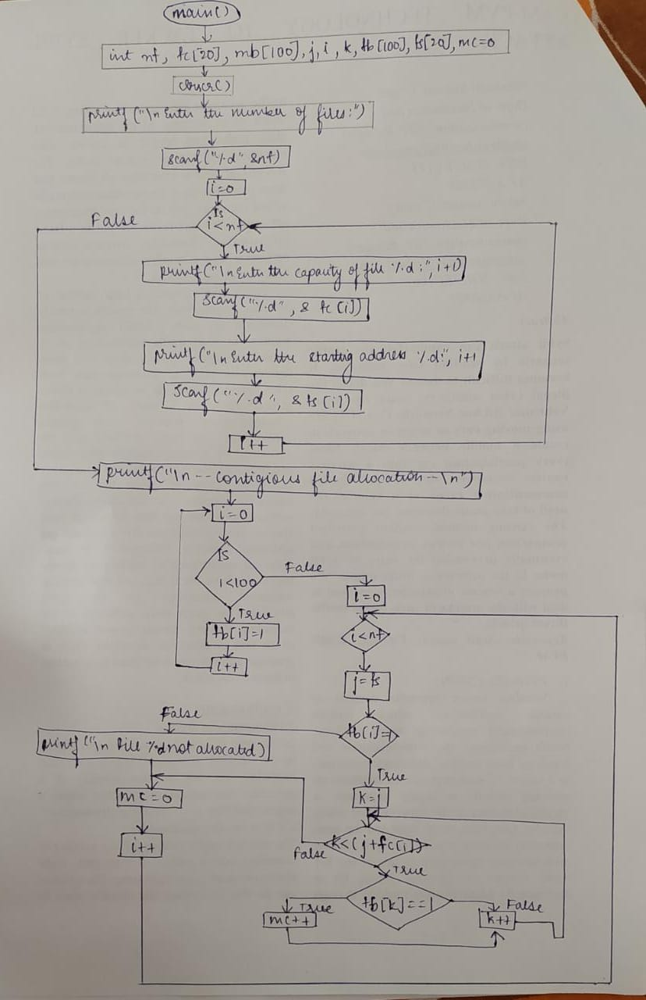 main()
int nf, fc[20], mb[100], j, i, k, fb[100], fs[20], mc=0
clrscr()
printf("\n Enter the number of files:")
scanf("%d", &nf)
i=0
Is
i<nf
False
True
printf("\n Enter the capacity of file %d:", i+1)
scanf("%d", & fc[i])
printf("\n Enter the starting address %d:", i+1
scanf("%d", & fs[i])
i++
printf("\n -- contigious file allocation --\n")
i=0
Is
i<100
False
True
fb[i]=1
i++
i=0
i<nf
j=fs
fb[i]=1
False
printf("\n File %d not allocated)
True
k=j
mc=0
k<(j+fc[i])
False
i++
True
fb[k]==1
True
False
mc++
k++